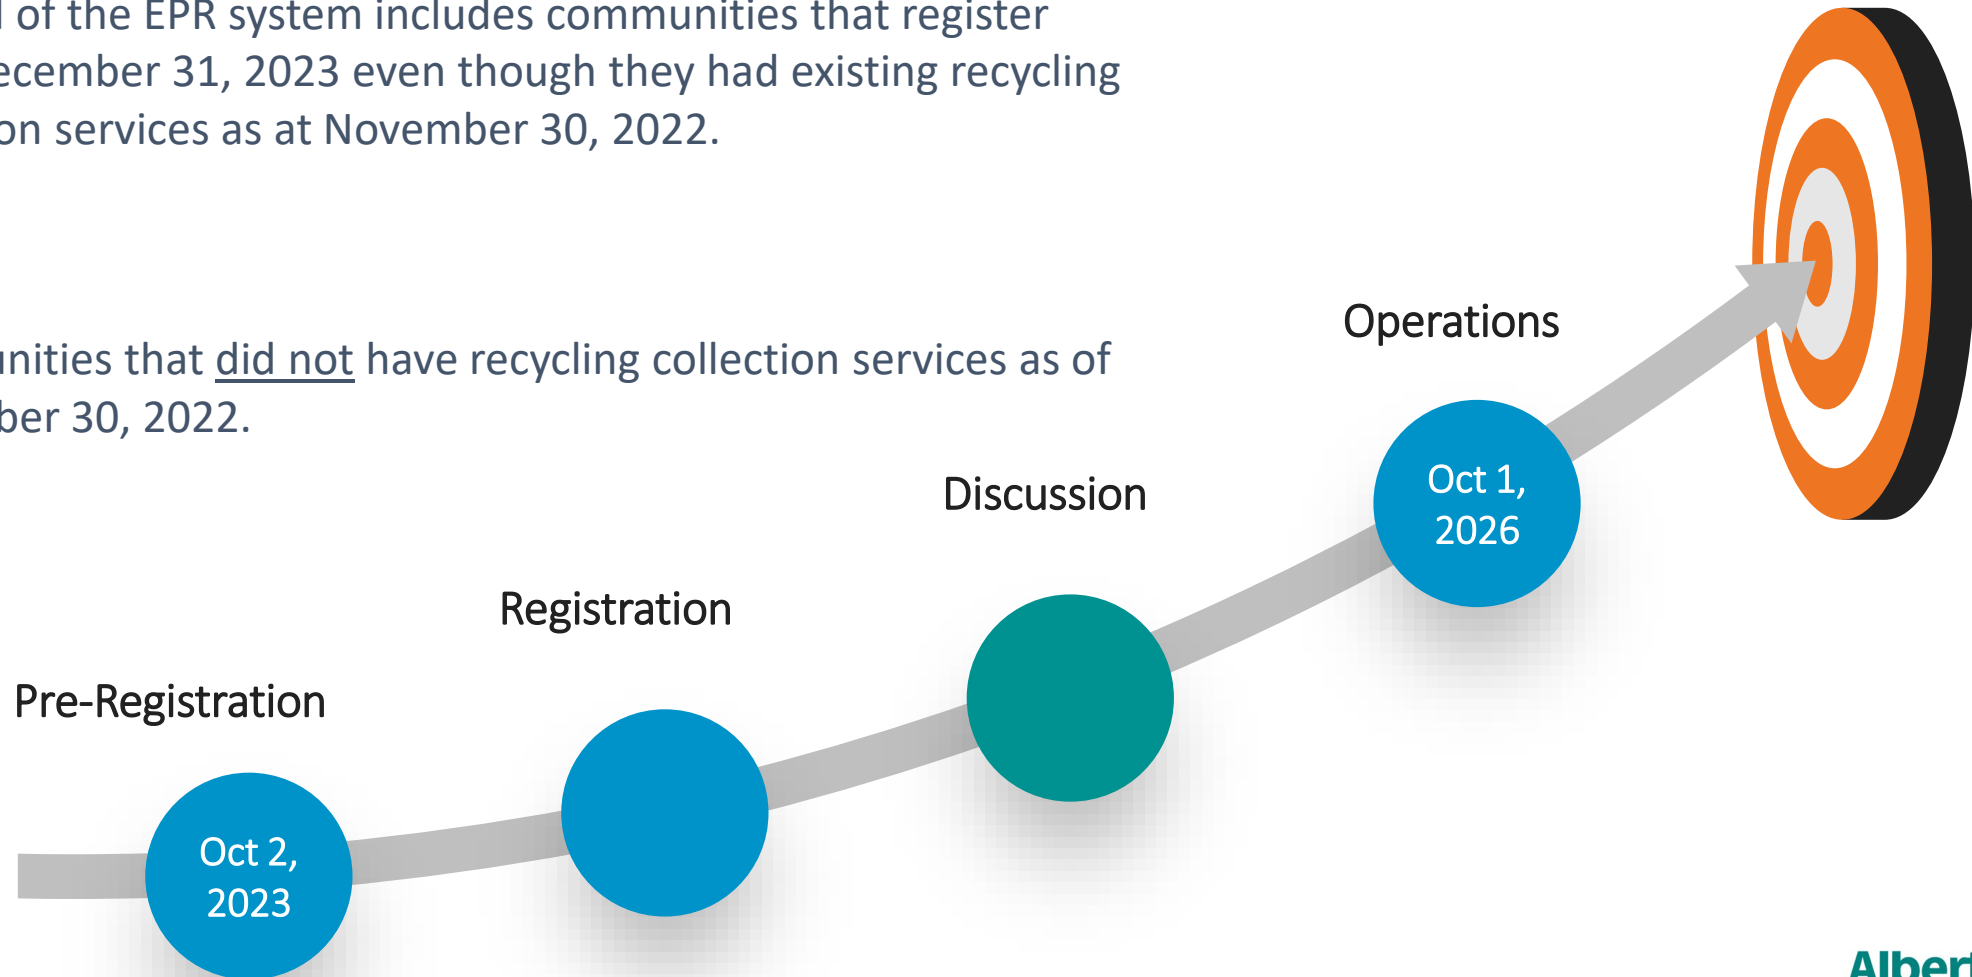 of the EPR system includes communities that register
ecember 31, 2023 even though they had existing recycling
on services as at November 30, 2022.
unities that did not have recycling collection services as of
ber 30, 2022.
Operations
Oct 1,
2026
Discussion
Registration
Pre-Registration
Oct 2,
2023
Albert